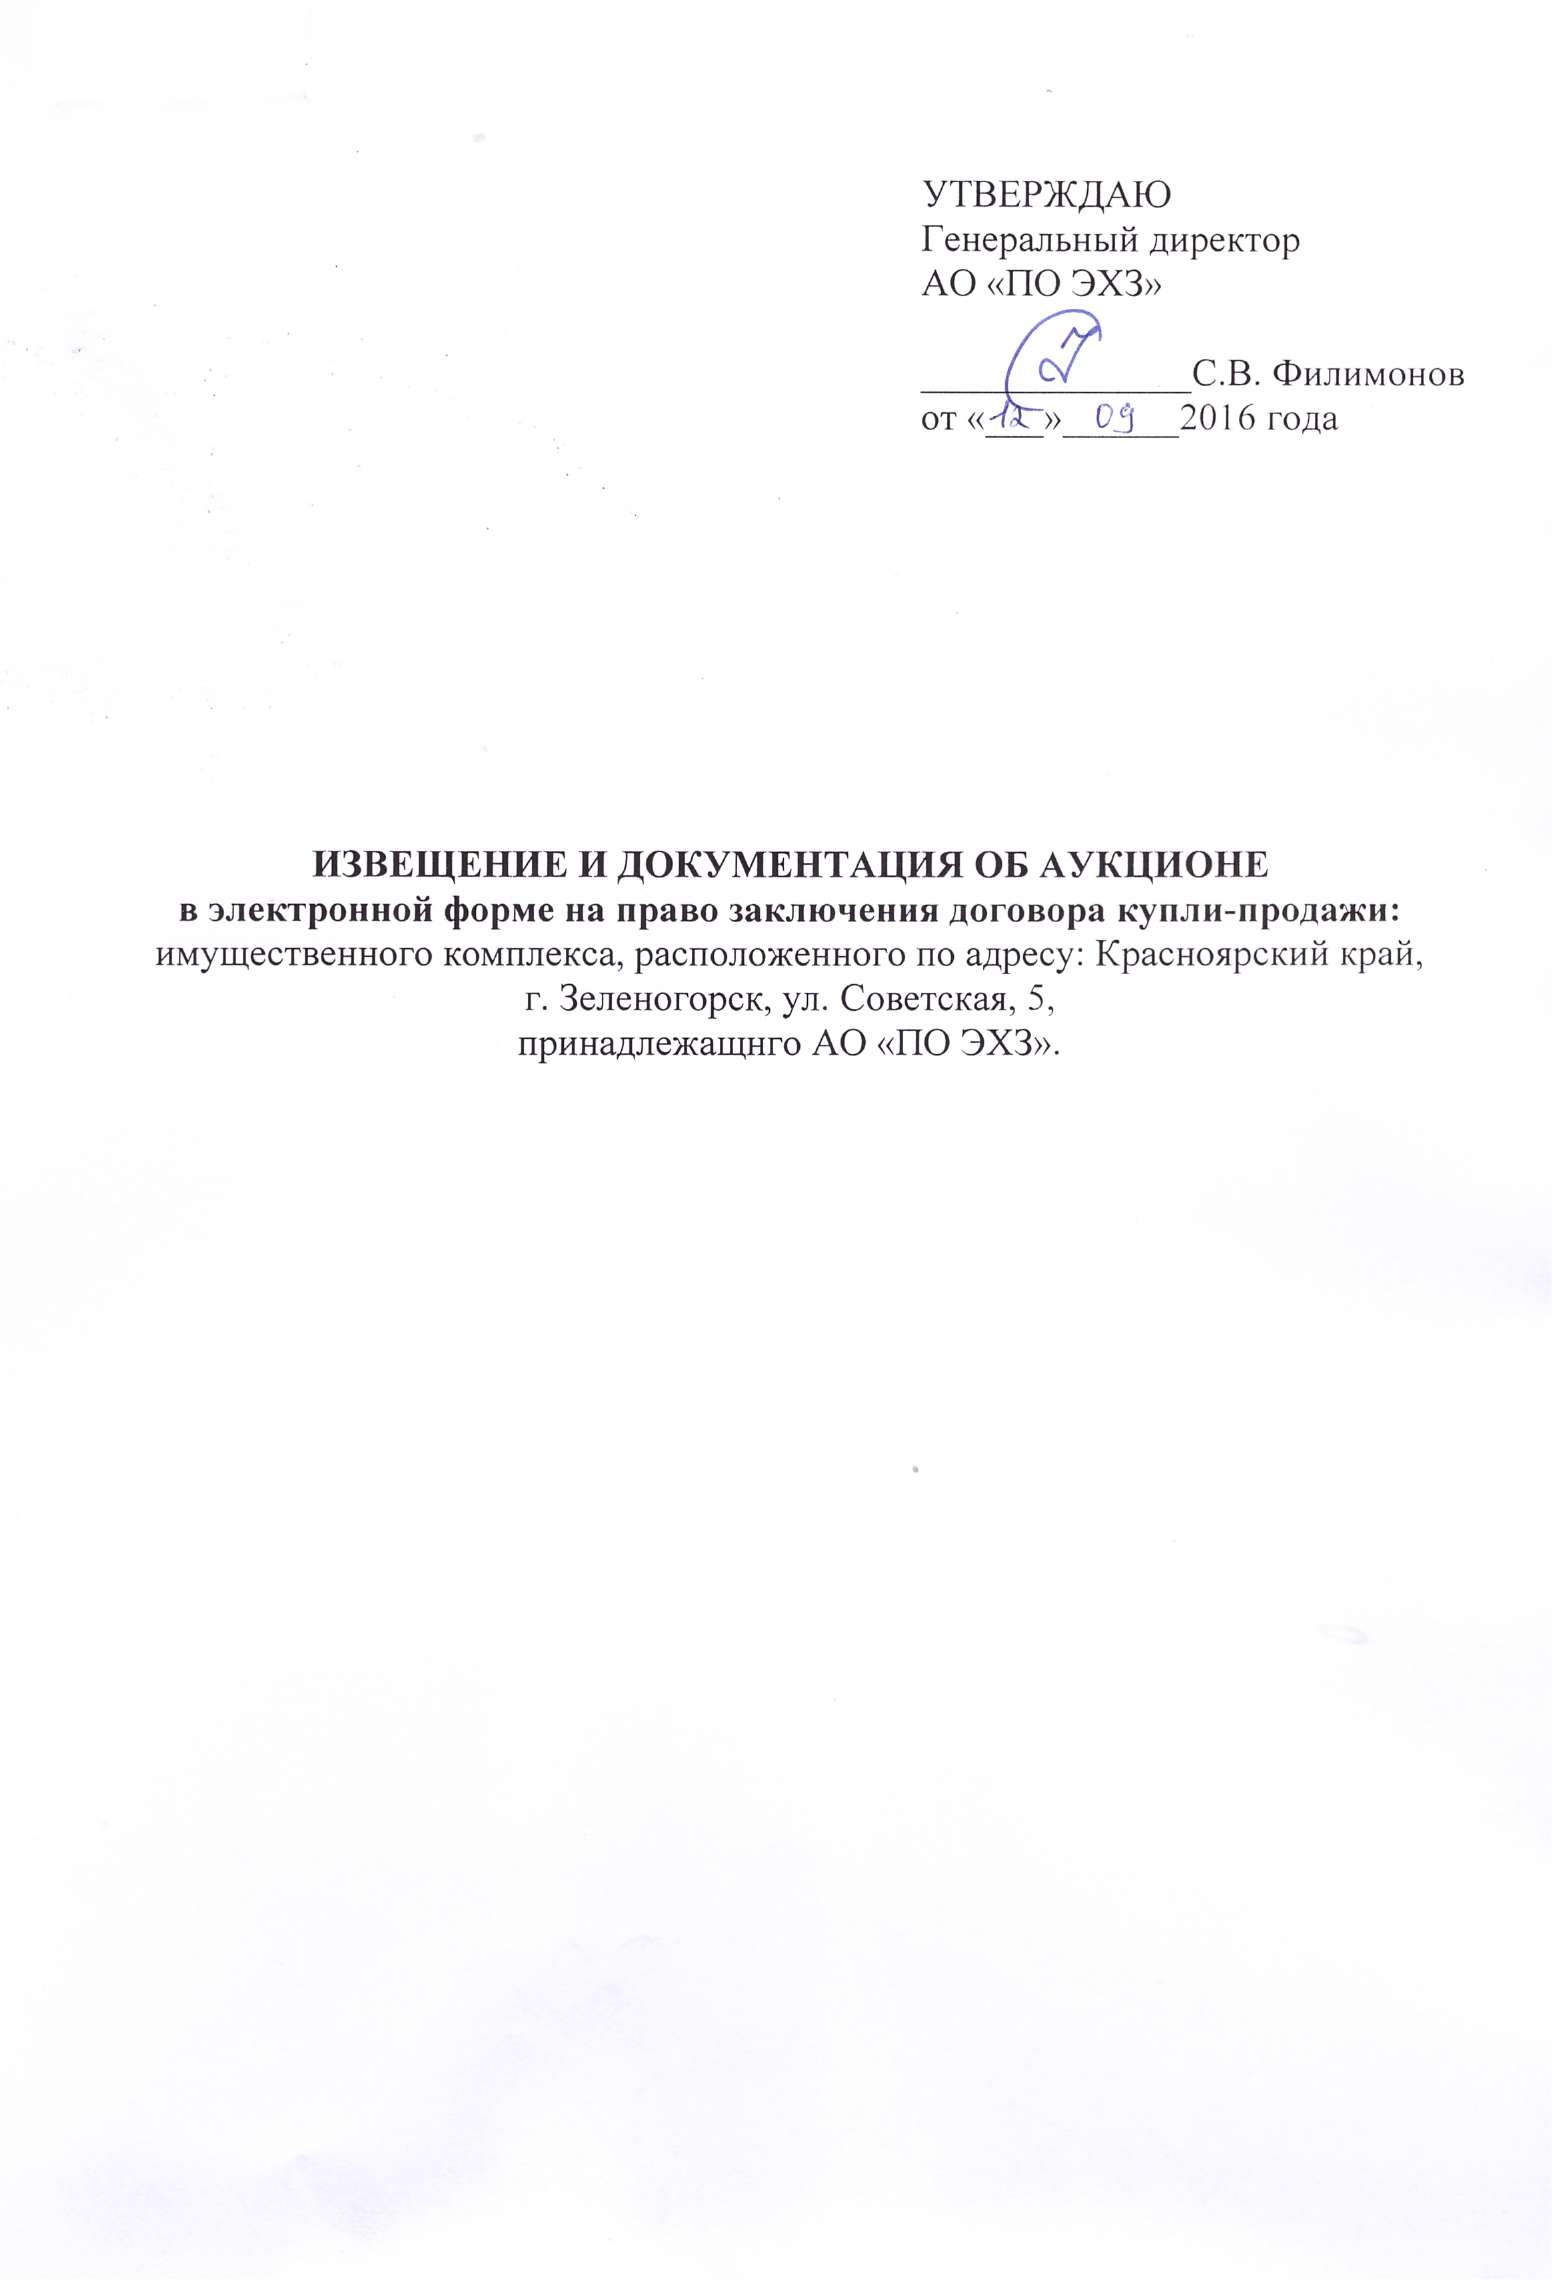 УТВЕРЖДАЮ
Генеральный директор
АО «ПО ЭХЗ»
С.В. Филимонов
от «12» 09 2016 года
ИЗВЕЩЕНИЕ И ДОКУМЕНТАЦИЯ ОБ АУКЦИОНЕ
в электронной форме на право заключения договора купли-продажи:
имущественного комплекса, расположенного по адресу: Красноярский край,
г. Зеленогорск, ул. Советская, 5,
принадлежащнго АО «ПО ЭХЗ».